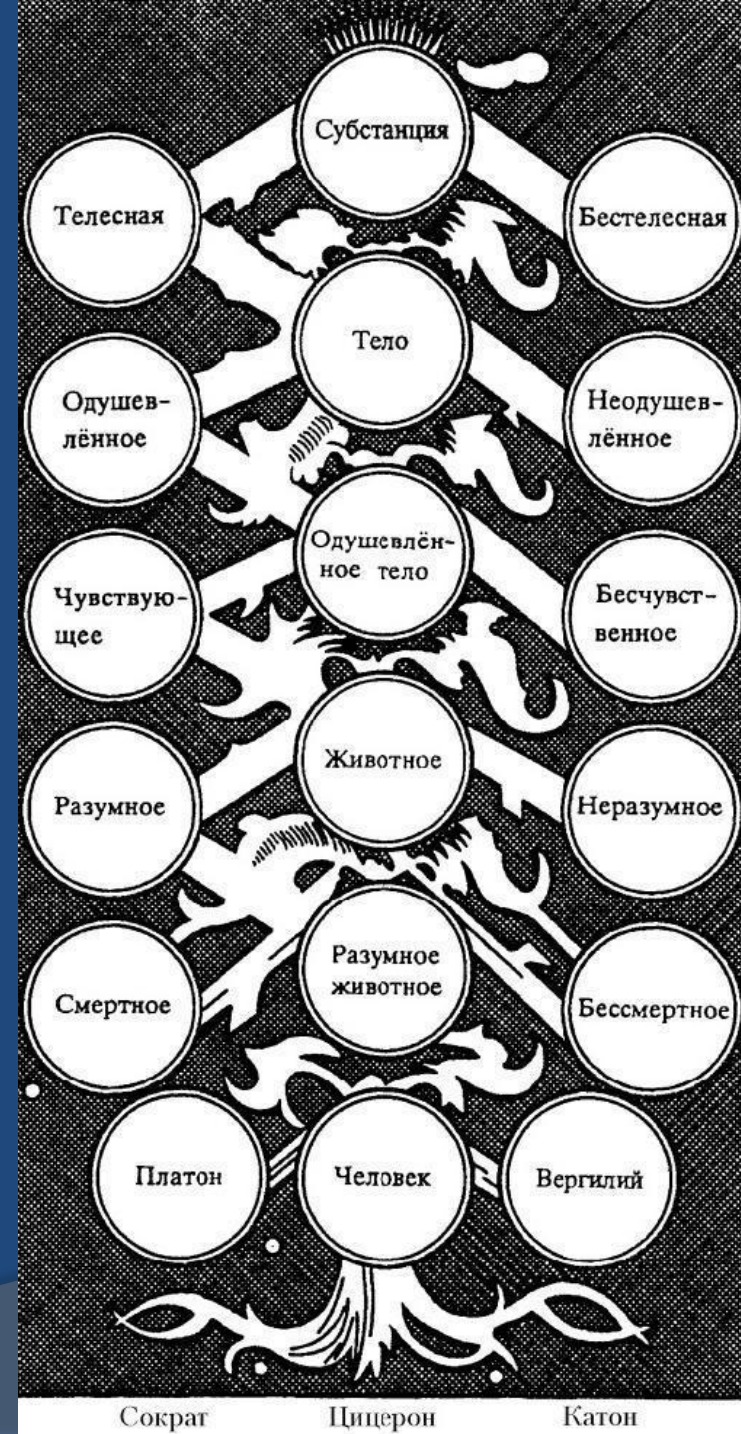 Субстанция
Телесная
Бестелесная
Тело
Одушев-
лённое
Неодушев-
лённое
Одушевлён-
ное тело
Чувствую-
щее
Бесчувст-
венное
Животное
Разумное
Неразумное
Разумное
животное
Смертное
Бессмертное
Платон
Человек
Вергилий
Сократ
Цицерон
Катон